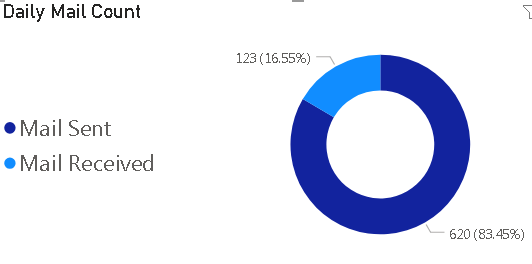 Daily Mail Count
123 (16.55%)
Mail Sent
Mail Received
620 (83.45%)